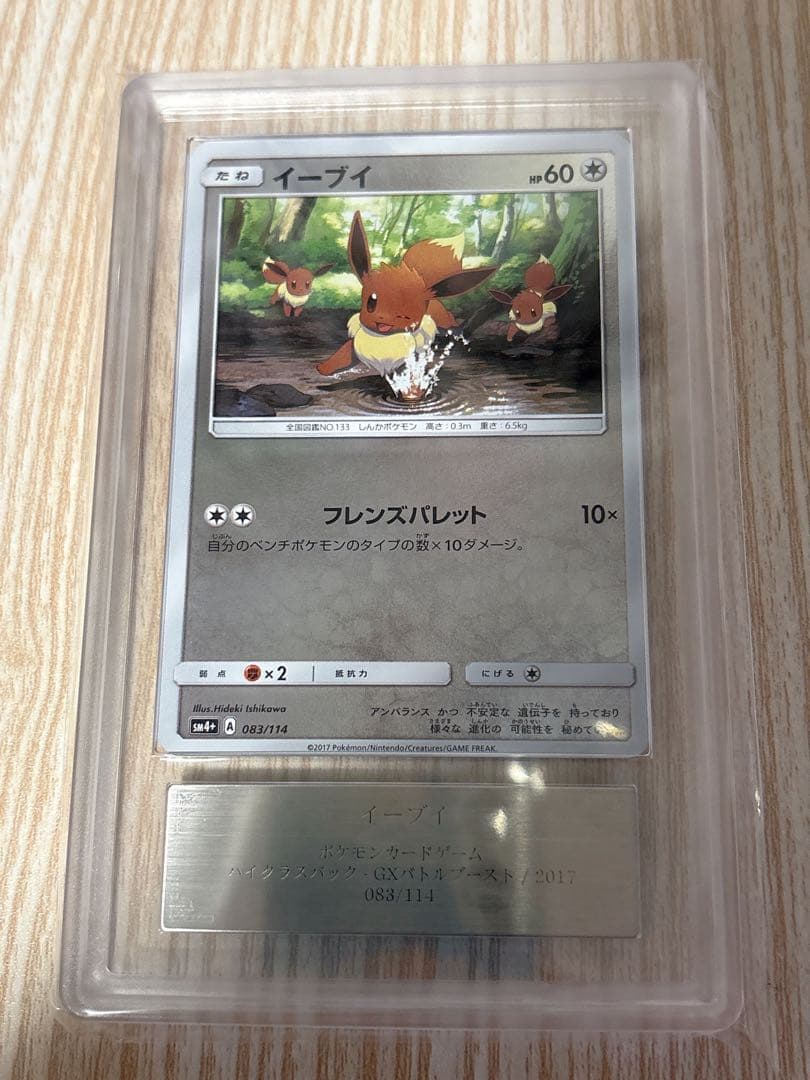 たね イーブイ HP 60
全国図鑑NO.133 しんかポケモン 高さ:0.3m 重さ:6.5kg
フレンズパレット 10×
自分のベンチポケモンのタイプの数×10ダメージ。
弱点 ×2 抵抗力 にげる
Illus.Hideki Ishikawa
アンバランス かつ 不安定な 遺伝子を 持っており
様々な 進化の 可能性を 秘めて
SM4+ A 083/114
©2017 Pokémon/Nintendo/Creatures/GAME FREAK.
イーブイ
ポケモンカードゲーム
ハイクラスパック - GXバトルブースト / 2017
083/114